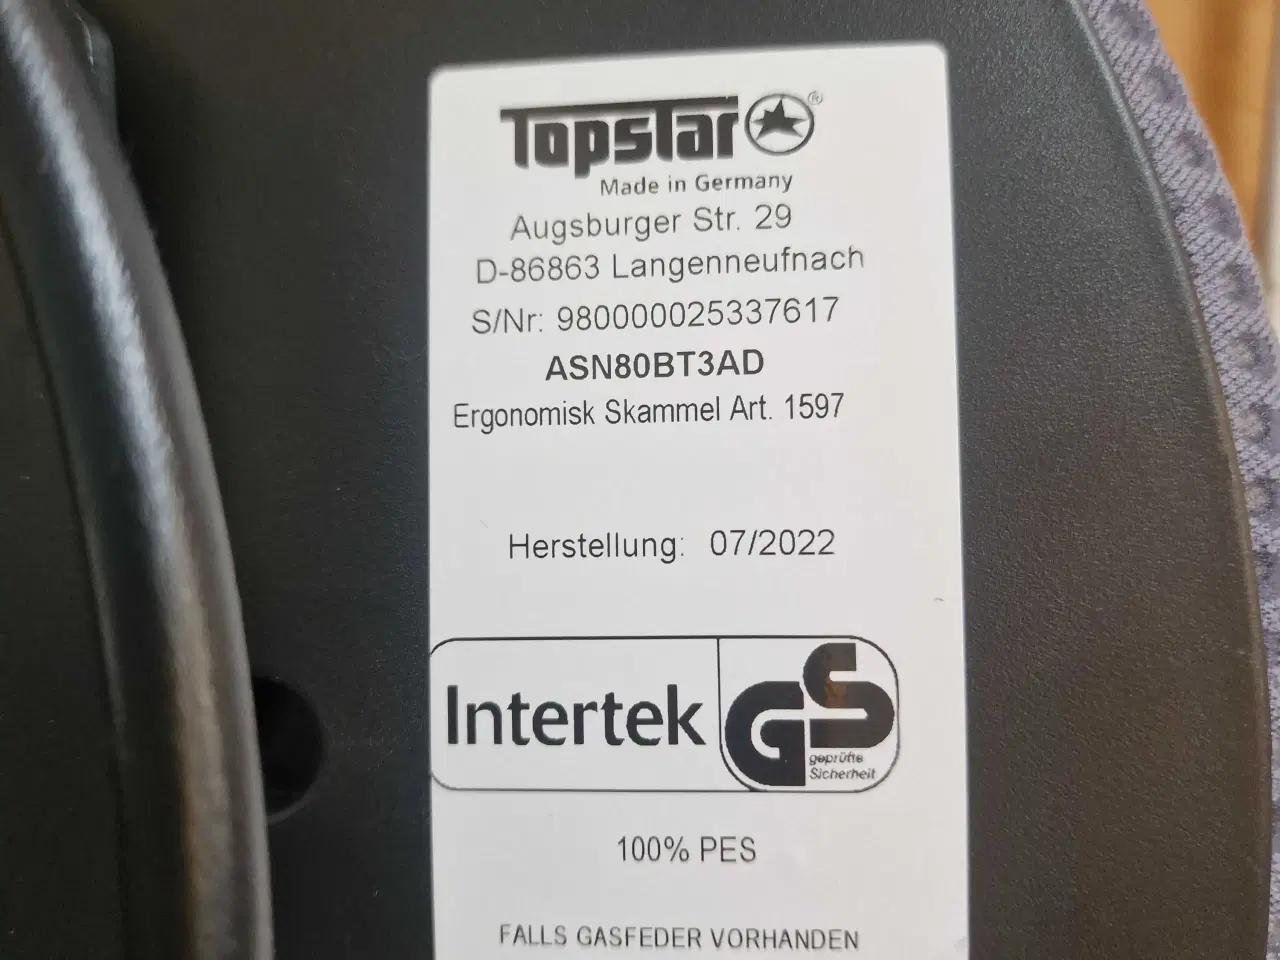 Topstar ®
Made in Germany
Augsburger Str. 29
D-86863 Langenneufnach
S/Nr: 980000025337617
ASN80BT3AD
Ergonomisk Skammel Art. 1597
Herstellung: 07/2022
Intertek
GS
geprüfte
Sicherheit
100% PES
FALLS GASFEDER VORHANDEN